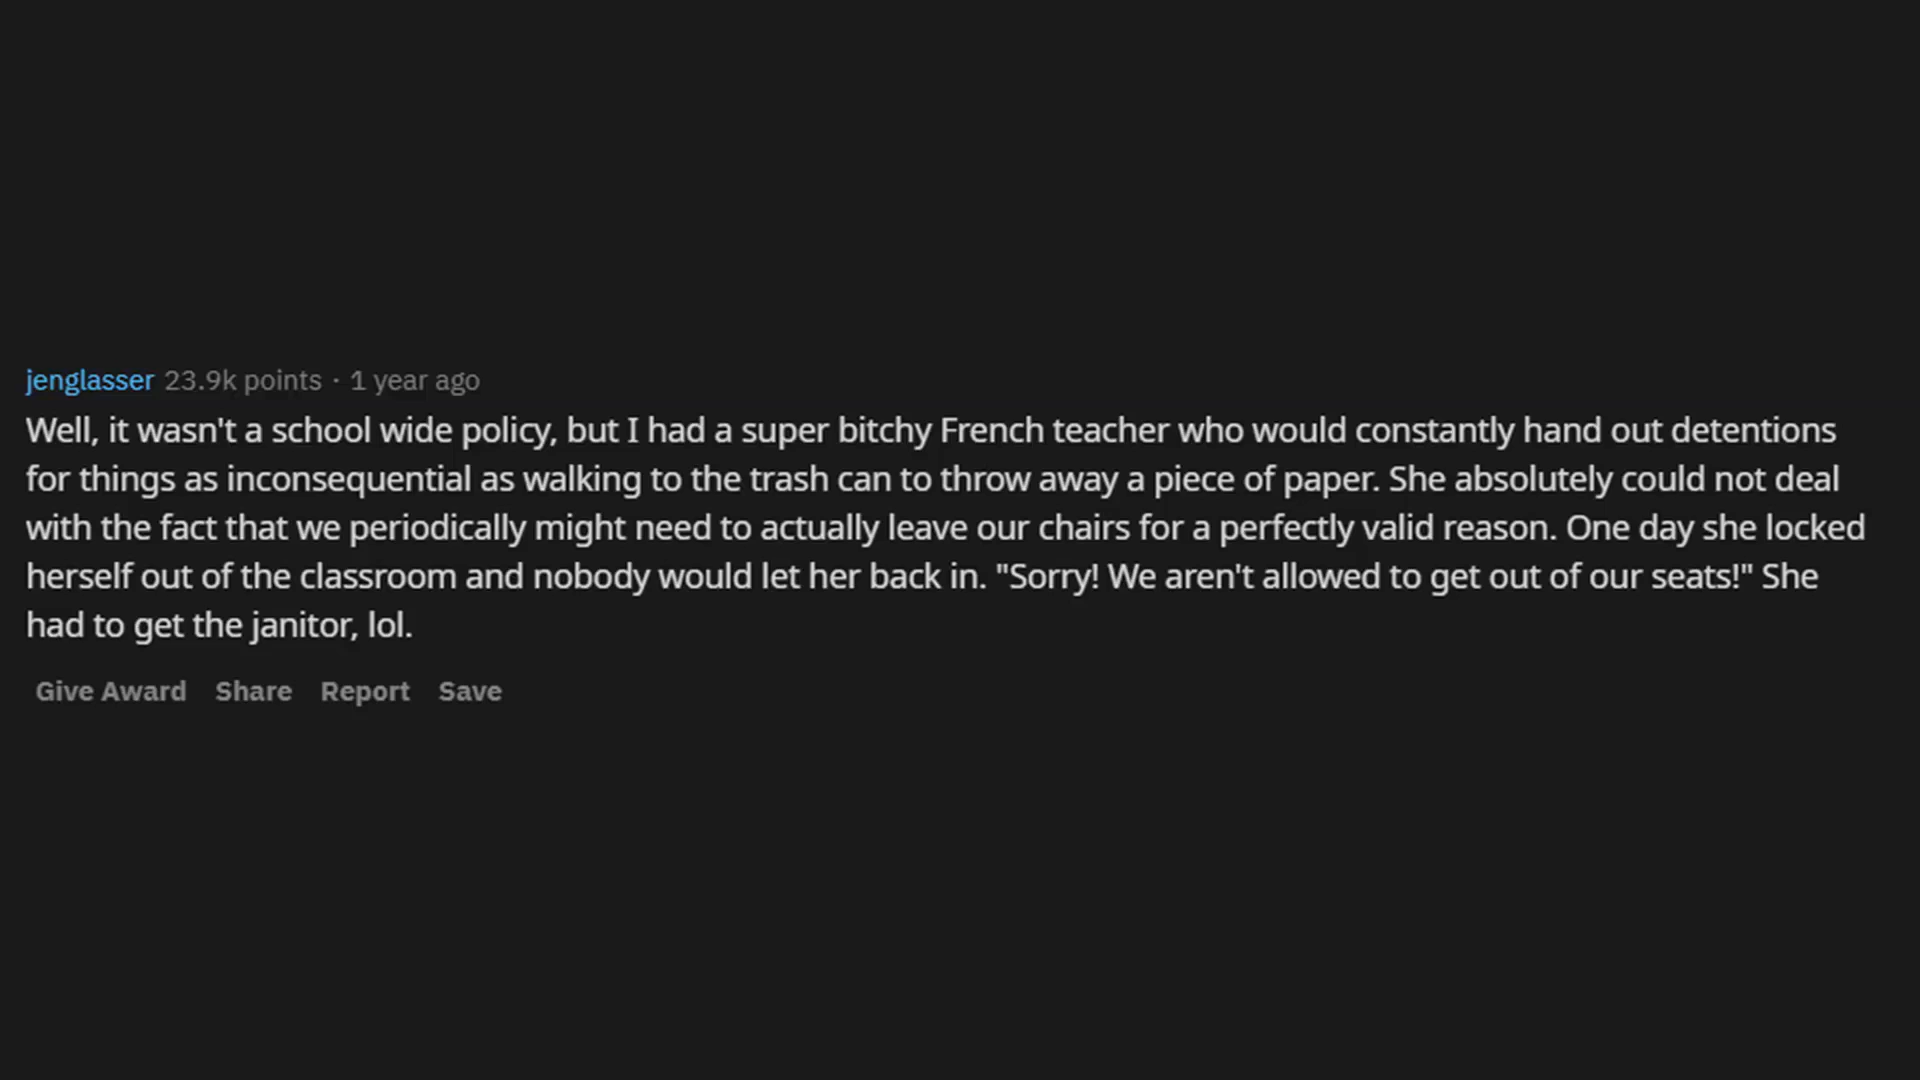 jenglasser 23.9k points · 1 year ago
Well, it wasn't a school wide policy, but I had a super bitchy French teacher who would constantly hand out detentions
for things as inconsequential as walking to the trash can to throw away a piece of paper. She absolutely could not deal
with the fact that we periodically might need to actually leave our chairs for a perfectly valid reason. One day she locked
herself out of the classroom and nobody would let her back in. "Sorry! We aren't allowed to get out of our seats!" She
had to get the janitor, lol.
Give Award Share Report Save